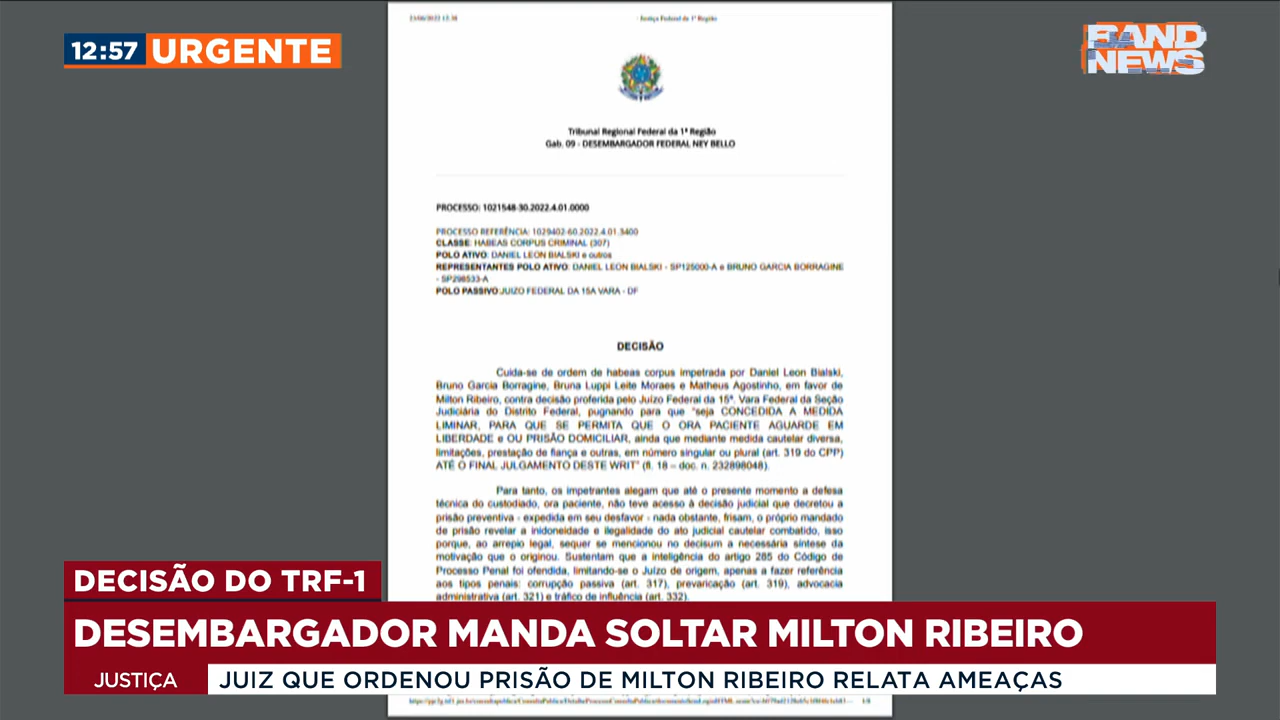 23/06/2022 12:38
Justiça Federal da 1ª Região
12:57 URGENTE
BAND
NEWS
Tribunal Regional Federal da 1ª Região
Gab. 09 - DESEMBARGADOR FEDERAL NEY BELLO
PROCESSO: 1021548-30.2022.4.01.0000
PROCESSO REFERÊNCIA: 1029402-60.2022.4.01.3400
CLASSE: HABEAS CORPUS CRIMINAL (307)
POLO ATIVO: DANIEL LEON BIALSKI e outros
REPRESENTANTES POLO ATIVO: DANIEL LEON BIALSKI - SP125000-A e BRUNO GARCIA BORRAGINE
- SP298533-A
POLO PASSIVO:JUIZO FEDERAL DA 15A VARA - DF
DECISÃO
Cuida-se de ordem de habeas corpus impetrada por Daniel Leon Bialski,
Bruno Garcia Borragine, Bruna Luppi Leite Moraes e Matheus Agostinho, em favor de
Milton Ribeiro, contra decisão proferida pelo Juízo Federal da 15ª. Vara Federal da Seção
Judiciária do Distrito Federal, pugnando para que “seja CONCEDIDA A MEDIDA
LIMINAR, PARA QUE SE PERMITA QUE O ORA PACIENTE AGUARDE EM
LIBERDADE e OU PRISÃO DOMICILIAR, ainda que mediante medida cautelar diversa,
limitações, prestação de fiança e outras, em número singular ou plural (art. 319 do CPP)
ATÉ O FINAL JULGAMENTO DESTE WRIT” (fl. 18 – doc. n. 232898048).
Para tanto, os impetrantes alegam que até o presente momento a defesa
técnica do custodiado, ora paciente, não teve acesso à decisão judicial que decretou a
prisão preventiva - expedida em seu desfavor - nada obstante, frisam, o próprio mandado
de prisão revelar a inidoneidade e ilegalidade do ato judicial cautelar combatido, isso
porque, ao arrepio legal, sequer se mencionou no decisum a necessária síntese da
motivação que o originou. Sustentam que a inteligência do artigo 285 do Código de
Processo Penal foi ofendida, limitando-se o Juízo de origem, apenas a fazer referência
aos tipos penais: corrupção passiva (art. 317), prevaricação (art. 319), advocacia
administrativa (art. 321) e tráfico de influência (art. 332).
DECISÃO DO TRF-1
DESEMBARGADOR MANDA SOLTAR MILTON RIBEIRO
JUSTIÇA
JUIZ QUE ORDENOU PRISÃO DE MILTON RIBEIRO RELATA AMEAÇAS